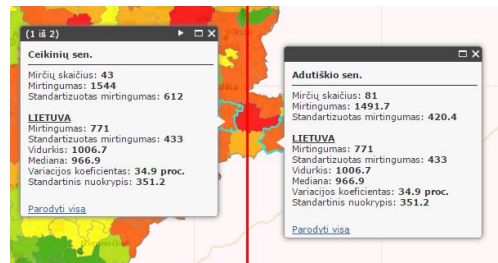 (1 iš 2)
Ceikinių sen.
Mirčių skaičius: 43
Mirtingumas: 1544
Standartizuotas mirtingumas: 612
LIETUVA
Mirtingumas: 771
Standartizuotas mirtingumas: 433
Vidurkis: 1006.7
Mediana: 966.9
Variacijos koeficientas: 34.9 proc.
Standartinis nuokrypis: 351.2
Parodyti visą
Adutiškio sen.
Mirčių skaičius: 81
Mirtingumas: 1491.7
Standartizuotas mirtingumas: 420.4
LIETUVA
Mirtingumas: 771
Standartizuotas mirtingumas: 433
Vidurkis: 1006.7
Mediana: 966.9
Variacijos koeficientas: 34.9 proc.
Standartinis nuokrypis: 351.2
Parodyti visą